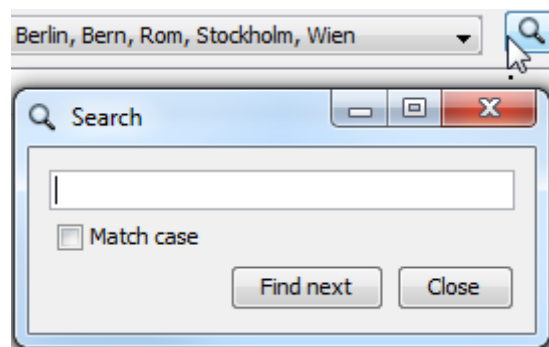 Berlin, Bern, Rom, Stockholm, Wien
Search
Match case
Find next Close